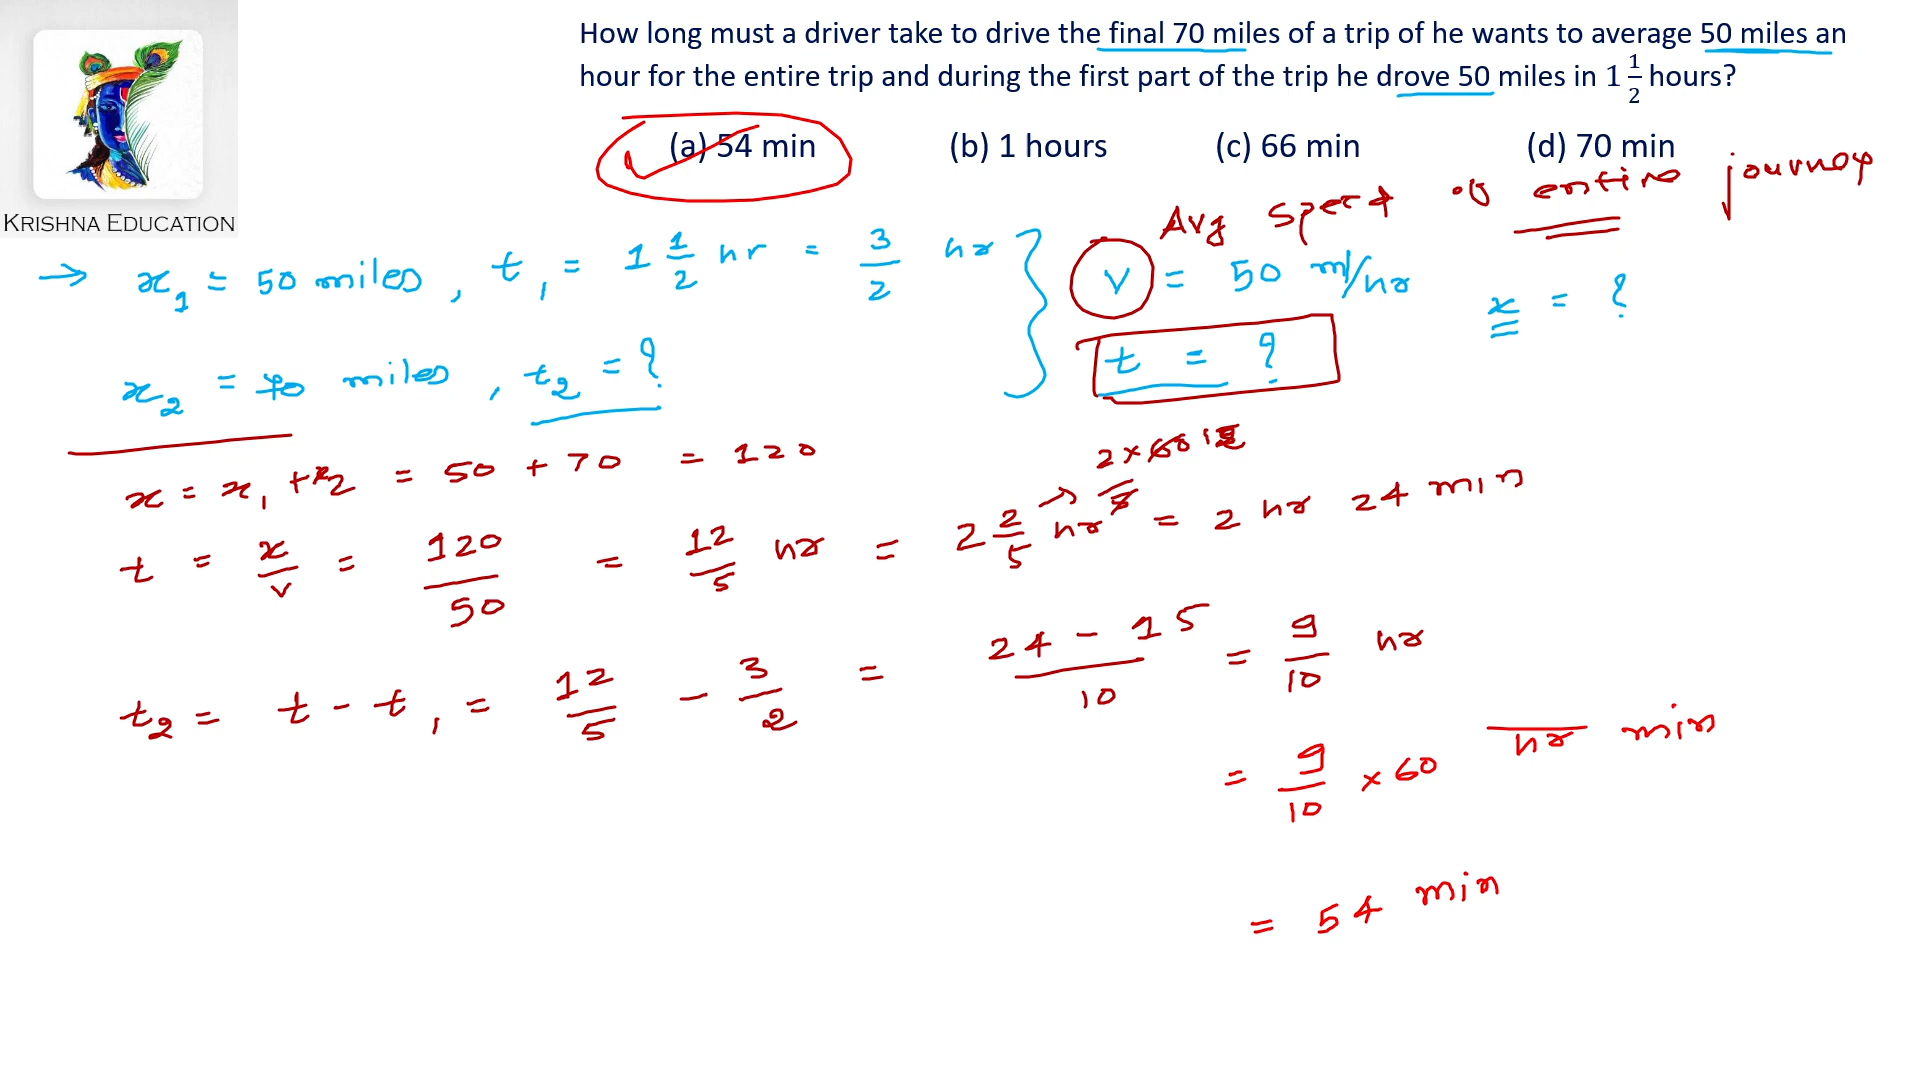 How long must a driver take to drive the final 70 miles of a trip of he wants to average 50 miles an
hour for the entire trip and during the first part of the trip he drove 50 miles in 1 1/2 hours?
(a) 54 min (b) 1 hours (c) 66 min (d) 70 min
KRISHNA EDUCATION
Avg speed of entire journey
→ x₁ = 50 miles, t₁ = 1 1/2 hr = 3/2 hr } v = 50 m/hr
x = ?
x₂ = 70 miles, t₂ = ? t = ?
x = x₁ + x₂ = 50 + 70 = 120
2 × 60 12 / 5
t = x/v = 120/50 = 12/5 hr = 2 2/5 hr → = 2 hr 24 min
t₂ = t - t₁ = 12/5 - 3/2 = 24 - 15 / 10 = 9/10 hr
= 9/10 × 60 hr min
= 54 min